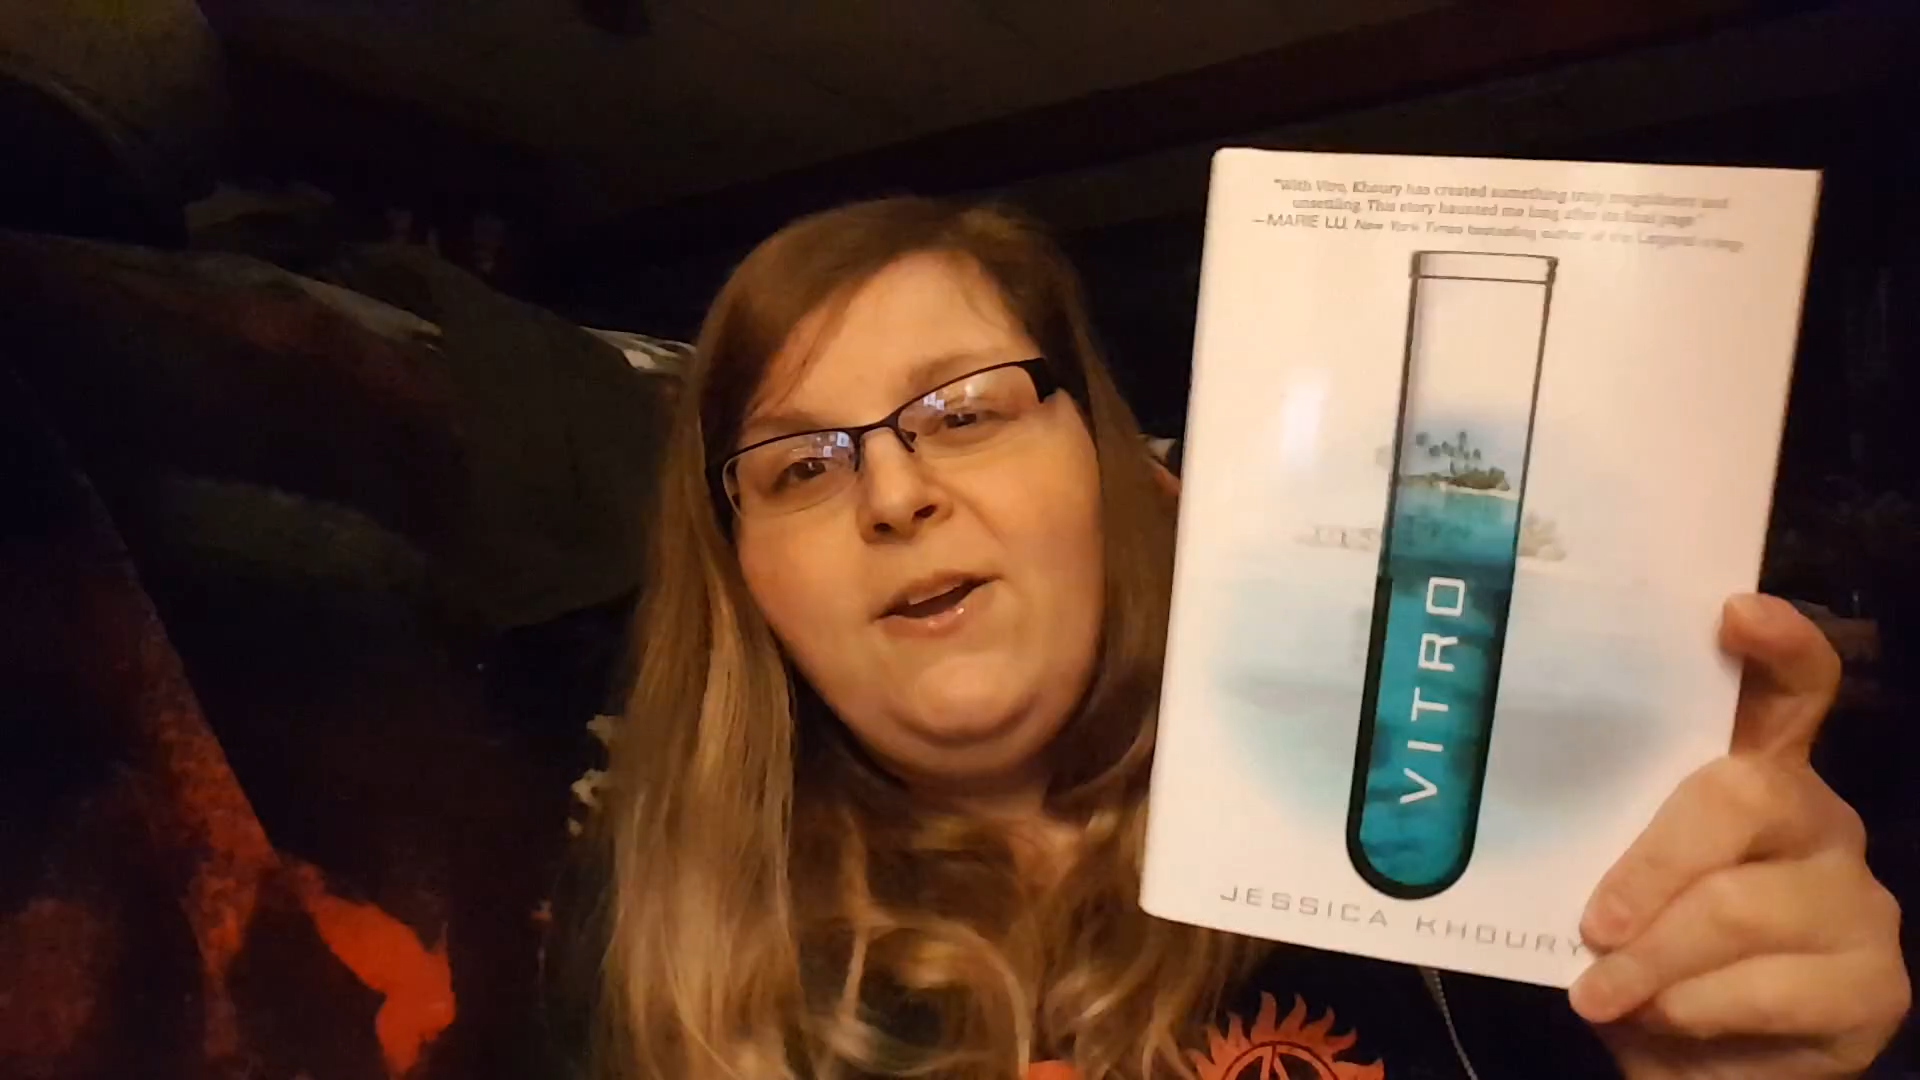 "With Vitro, Khoury has created something truly magnificent and
unsettling. This story haunted me long after its final page."
—MARIE LU, New York Times bestselling author of the Legend trilogy
VITRO
JESSICA KHOURY